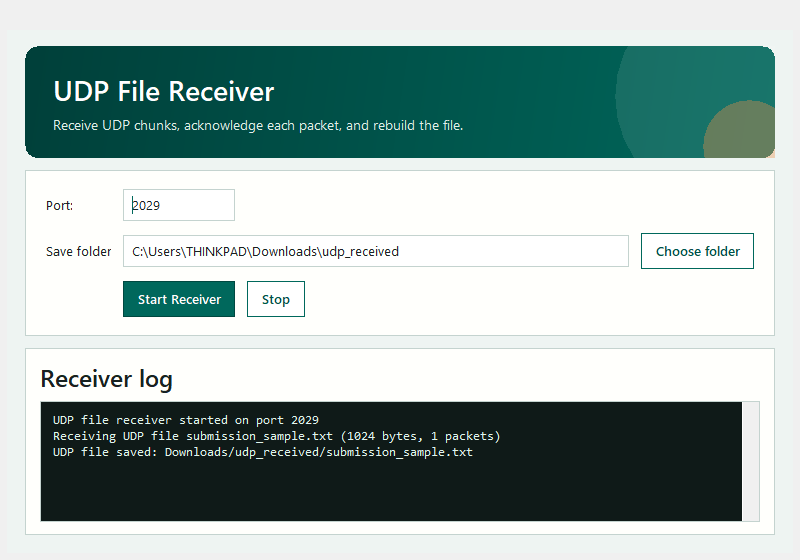 UDP File Receiver
Receive UDP chunks, acknowledge each packet, and rebuild the file.
Port: 2029
Save folder C:\Users\THINKPAD\Downloads\udp_received Choose folder
Start Receiver Stop
Receiver log
UDP file receiver started on port 2029
Receiving UDP file submission_sample.txt (1024 bytes, 1 packets)
UDP file saved: Downloads/udp_received/submission_sample.txt